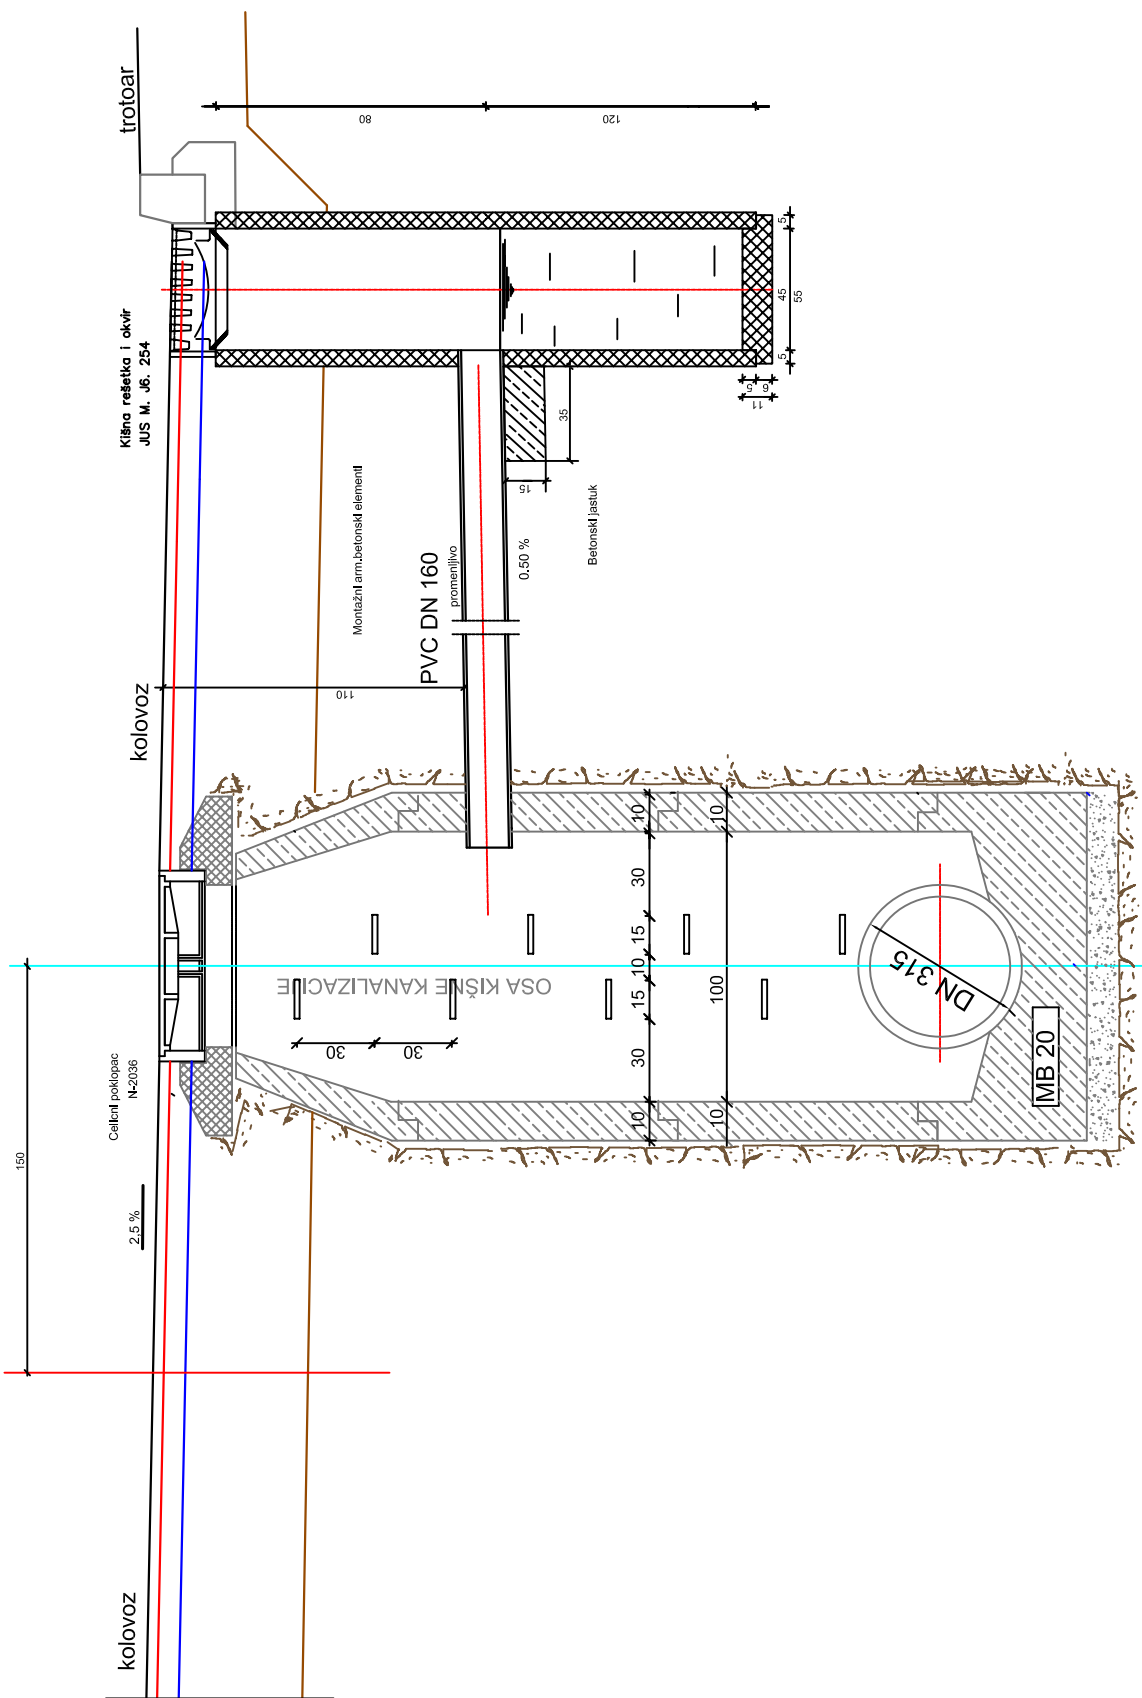 trotoar
80
120
Kišna rešetka i okvir
JUS M. J6. 254
5
45
55
5
5
6
11
35
15
Montažni arm.betonski elementi
PVC DN 160
promenljivo
0.50 %
Betonski jastuk
kolovoz
110
10
30
15
10
15
30
10
10
100
10
OSA KIŠNE KANALIZACIJE
30
30
DN 315
MB 20
Celicni poklopac
N-2036
150
2,5 %
kolovoz